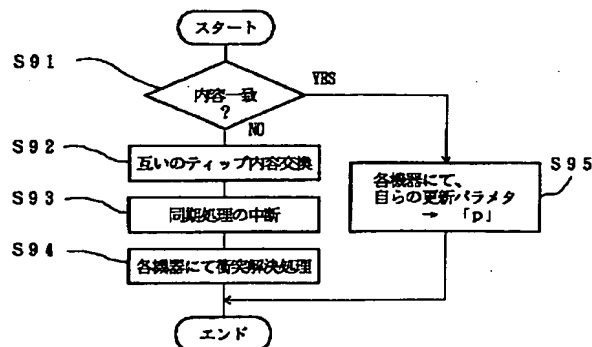 スタート
S91
内容一致
?
YES
NO
S92
互いのティップ内容交換
S93
同期処理の中断
S94
各機器にて衝突解決処理
S95
各機器にて、
自らの更新パラメタ
→ 「p」
エンド